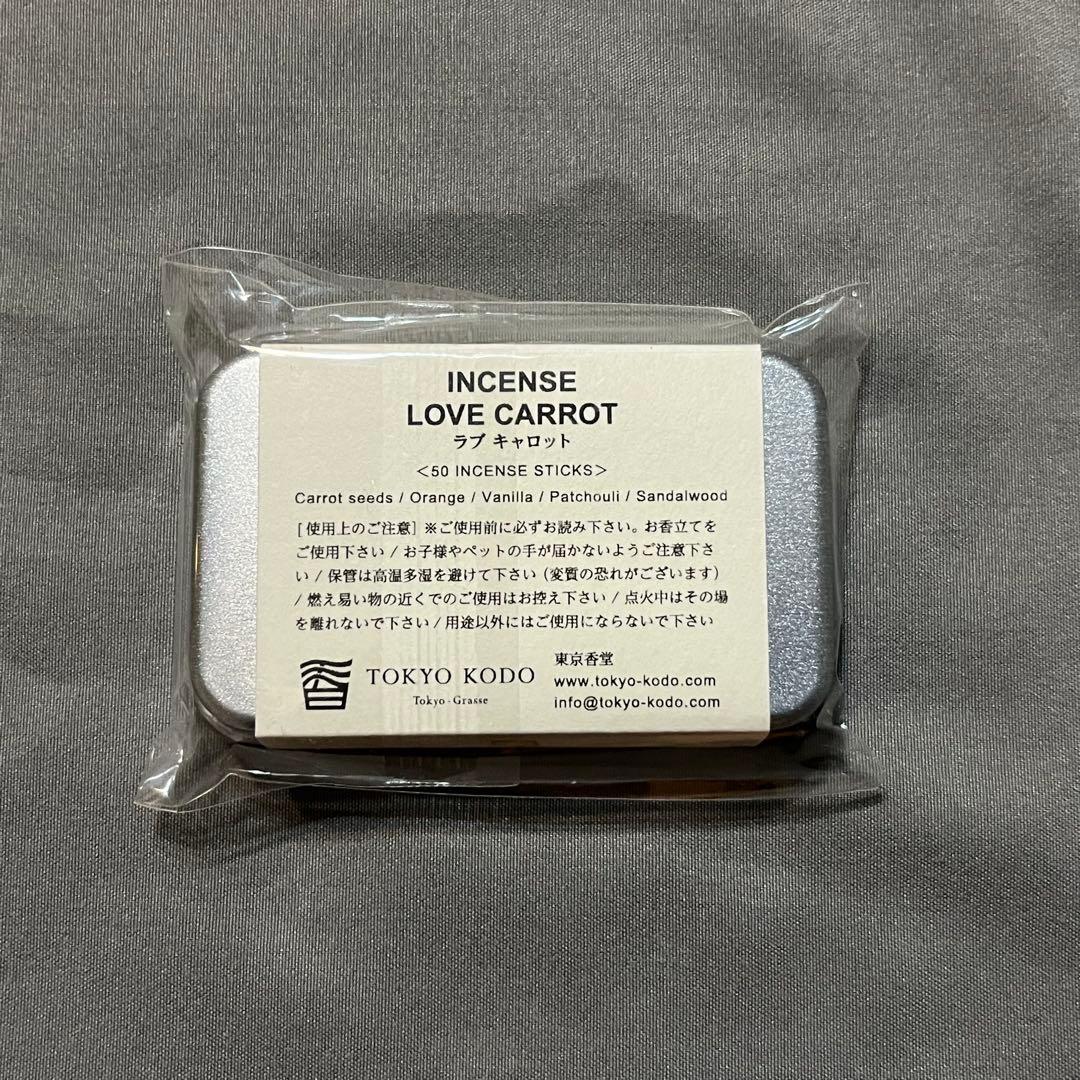 INCENSE
LOVE CARROT
ラブ キャロット
＜50 INCENSE STICKS＞
Carrot seeds / Orange / Vanilla / Patchouli / Sandalwood
[使用上のご注意] ※ご使用前に必ずお読み下さい。お香立てを
ご使用下さい / お子様やペットの手が届かないようご注意下さ
い / 保管は高温多湿を避けて下さい（変質の恐れがございます）
/ 燃え易い物の近くでのご使用はお控え下さい / 点火中はその場
を離れないで下さい / 用途以外にはご使用にならないで下さい
香
TOKYO KODO
Tokyo - Grasse
東京香堂
www.tokyo-kodo.com
info@tokyo-kodo.com